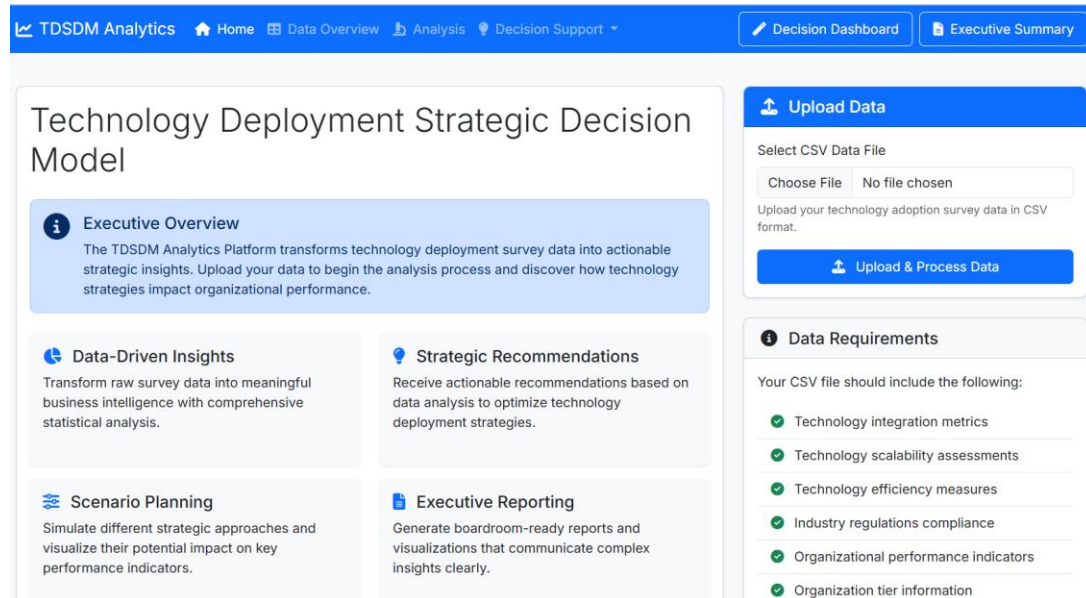 TDSDM Analytics Home Data Overview Analysis Decision Support Decision Dashboard Executive Summary
Technology Deployment Strategic Decision
Model
Executive Overview
The TDSDM Analytics Platform transforms technology deployment survey data into actionable
strategic insights. Upload your data to begin the analysis process and discover how technology
strategies impact organizational performance.
Data-Driven Insights
Transform raw survey data into meaningful
business intelligence with comprehensive
statistical analysis.
Strategic Recommendations
Receive actionable recommendations based on
data analysis to optimize technology
deployment strategies.
Scenario Planning
Simulate different strategic approaches and
visualize their potential impact on key
performance indicators.
Executive Reporting
Generate boardroom-ready reports and
visualizations that communicate complex
insights clearly.
Upload Data
Select CSV Data File
Choose File No file chosen
Upload your technology adoption survey data in CSV
format.
Upload & Process Data
Data Requirements
Your CSV file should include the following:
Technology integration metrics
Technology scalability assessments
Technology efficiency measures
Industry regulations compliance
Organizational performance indicators
Organization tier information